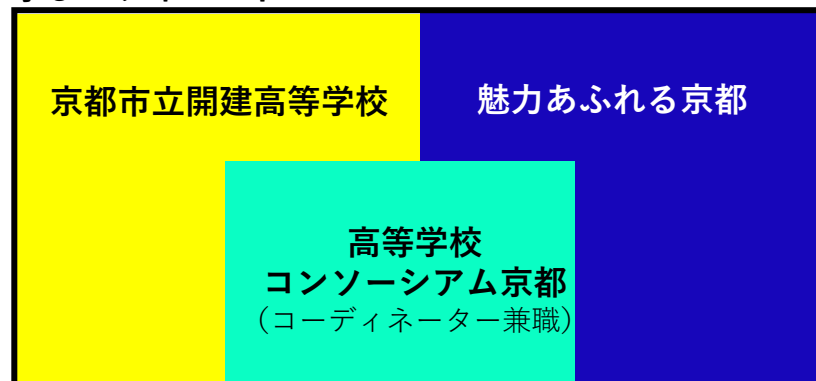 京都市立開建高等学校
魅力あふれる京都
高等学校
コンソーシアム京都
(コーディネーター兼職)